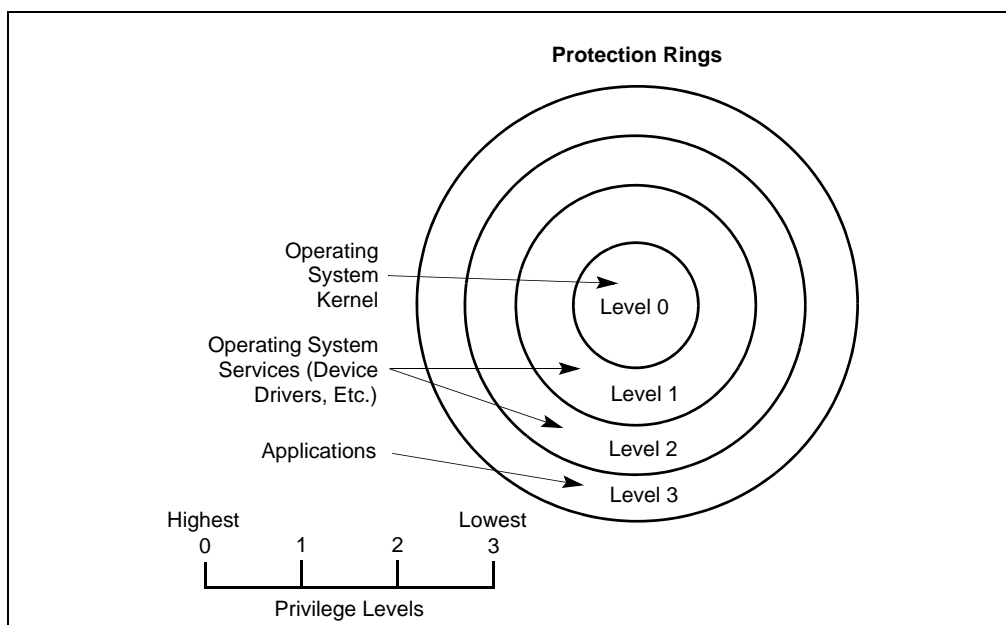 Protection Rings
Operating
System
Kernel
Level 0
Operating System
Services (Device
Drivers, Etc.)
Level 1
Level 2
Applications
Level 3
Highest
Lowest
0
1
2
3
Privilege Levels